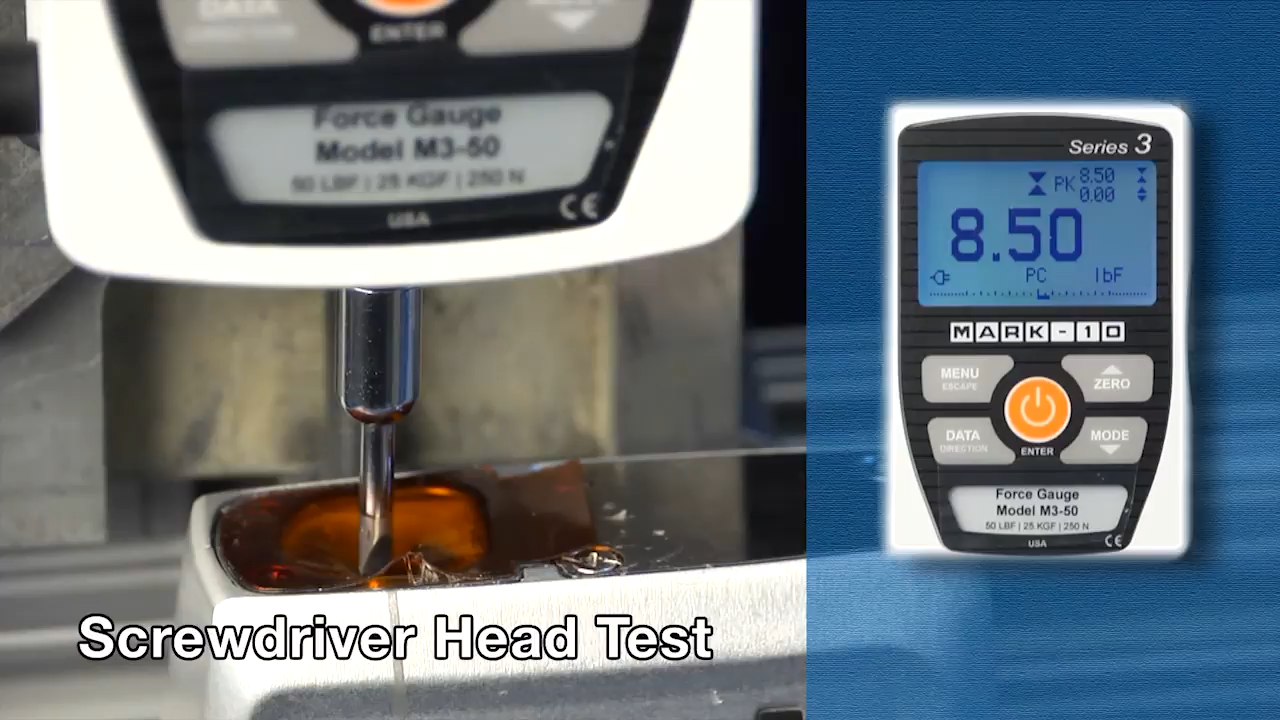 DATA
DIRECTION
ENTER
Force Gauge
Model M3-50
50 LBF | 25 KGF | 250 N
USA
CE
Screwdriver Head Test
Series 3
PK 8.50
0.00
8.50
PC lbF
MARK-10
MENU
ESCAPE
ZERO
DATA
DIRECTION
MODE
ENTER
Force Gauge
Model M3-50
50 LBF | 25 KGF | 250 N
USA
CE